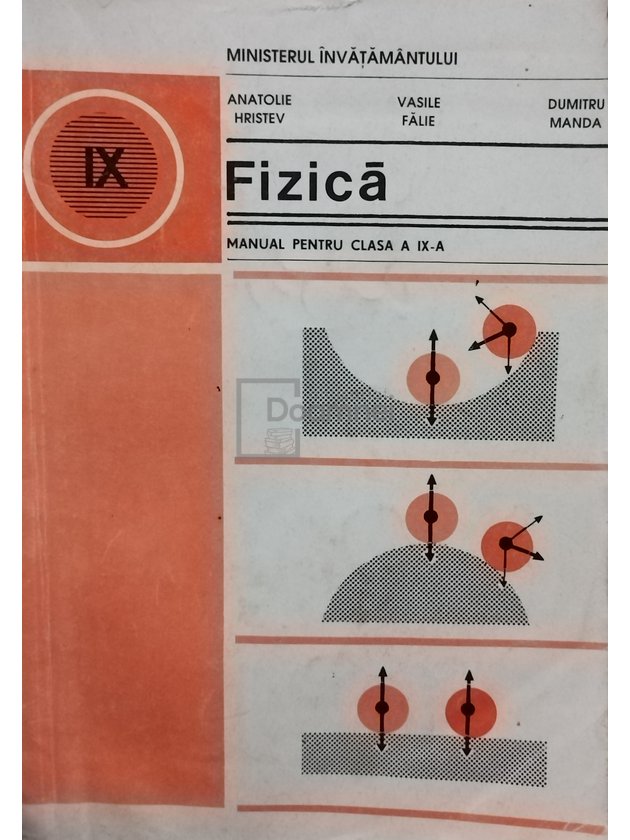 MINISTERUL ÎNVĂȚĂMÂNTULUI
ANATOLIE HRISTEV
VASILE FĂLIE
DUMITRU MANDA
IX
Fizică
MANUAL PENTRU CLASA A IX-A